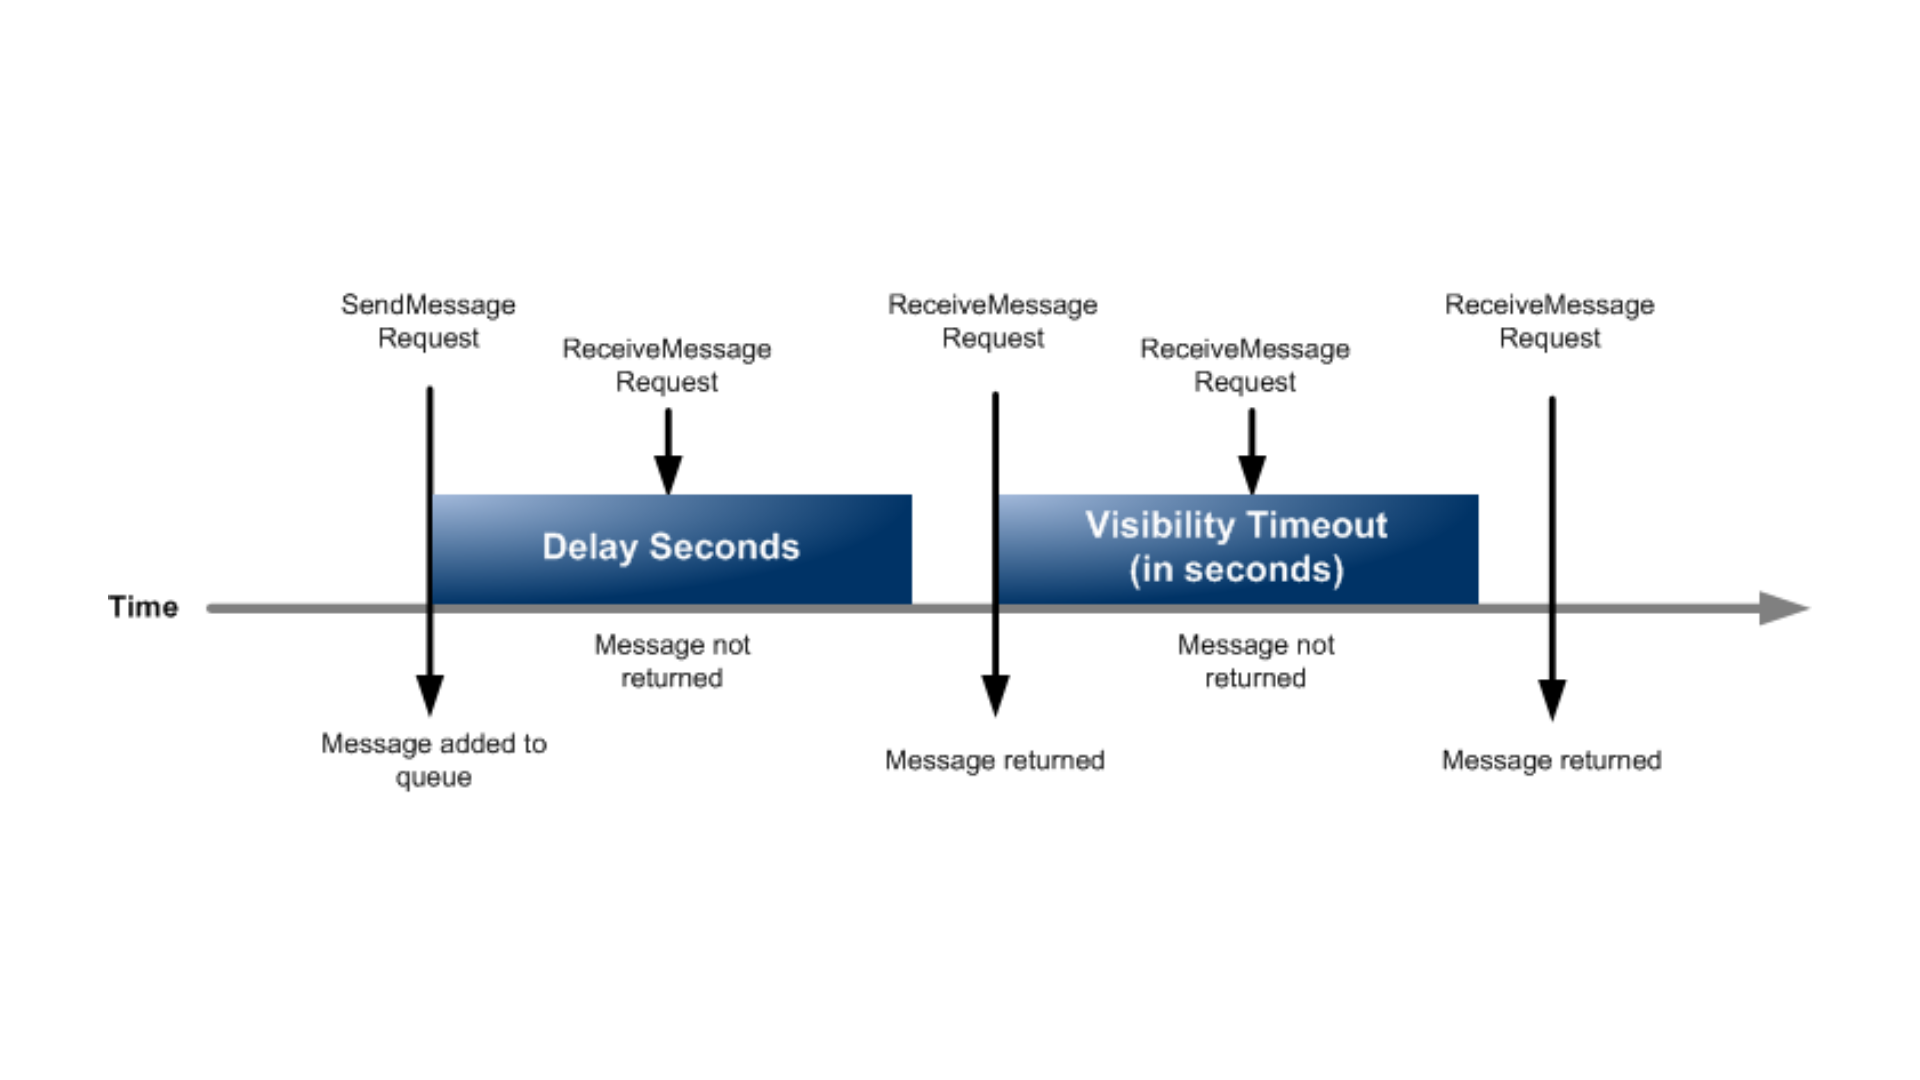 SendMessage
Request
ReceiveMessage
Request
ReceiveMessage
Request
ReceiveMessage
Request
ReceiveMessage
Request
Delay Seconds
Visibility Timeout
(in seconds)
Time
Message not
returned
Message not
returned
Message added to
queue
Message returned
Message returned